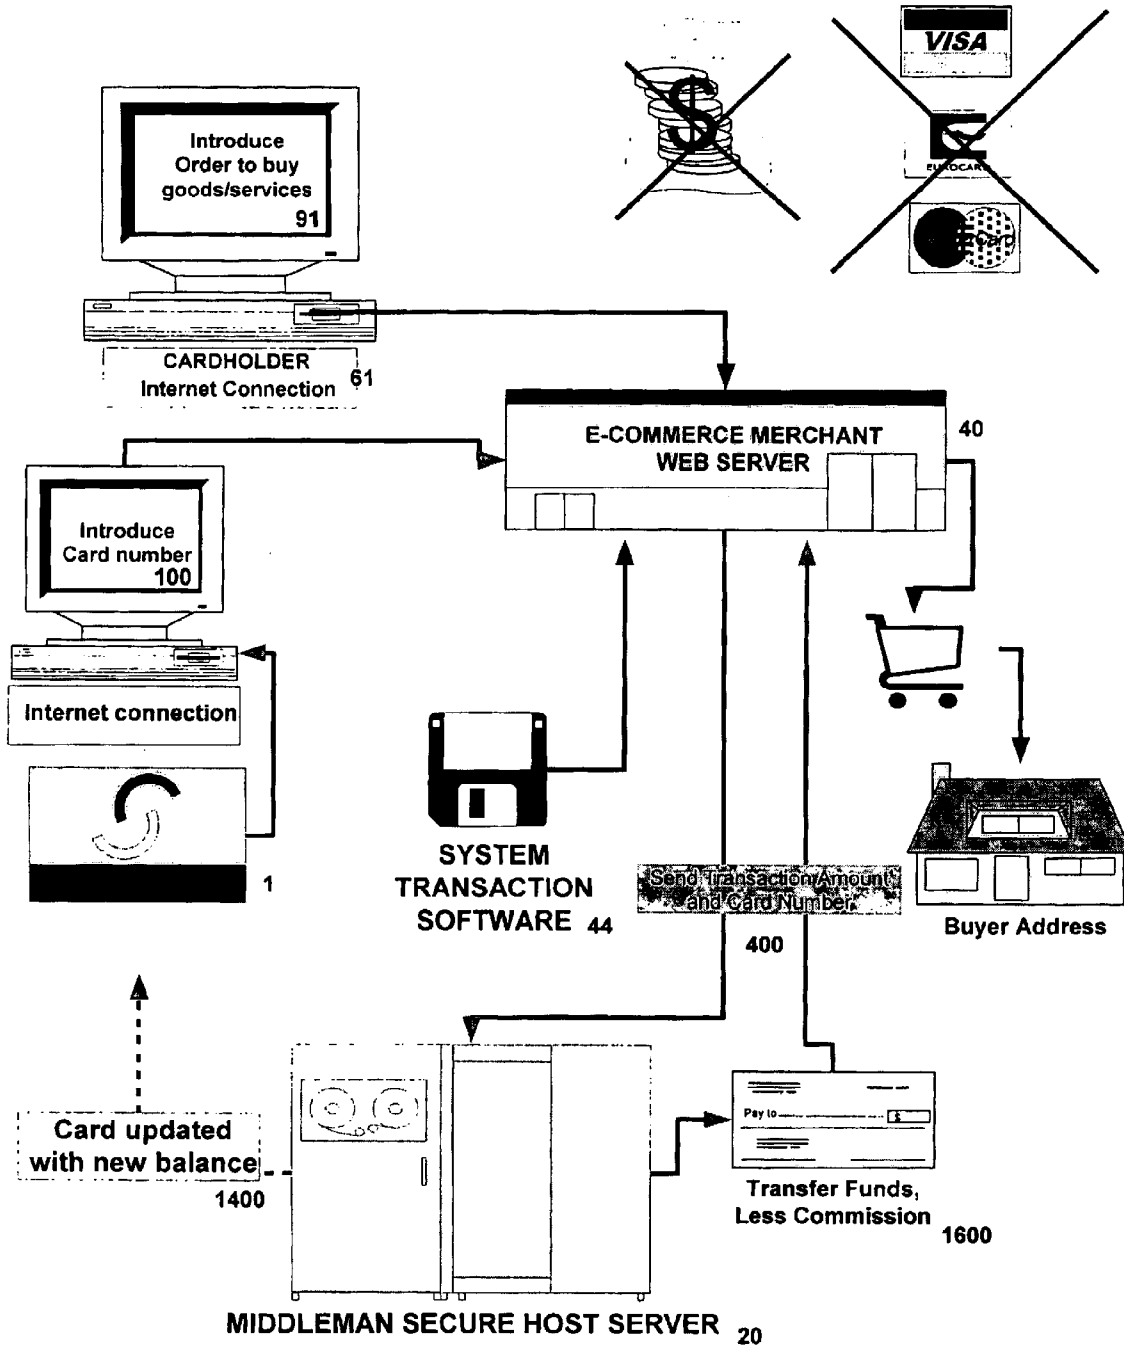 VISA
EUROCARD
Introduce
Order to buy
goods/services
91
CARDHOLDER
Internet Connection
61
E-COMMERCE MERCHANT
WEB SERVER
40
Introduce
Card number
100
Internet connection
1
SYSTEM
TRANSACTION
SOFTWARE 44
Send Transaction Amount
and Card Number
400
Buyer Address
Card updated
with new balance
1400
Pay to
$
Transfer Funds,
Less Commission
1600
MIDDLEMAN SECURE HOST SERVER 20